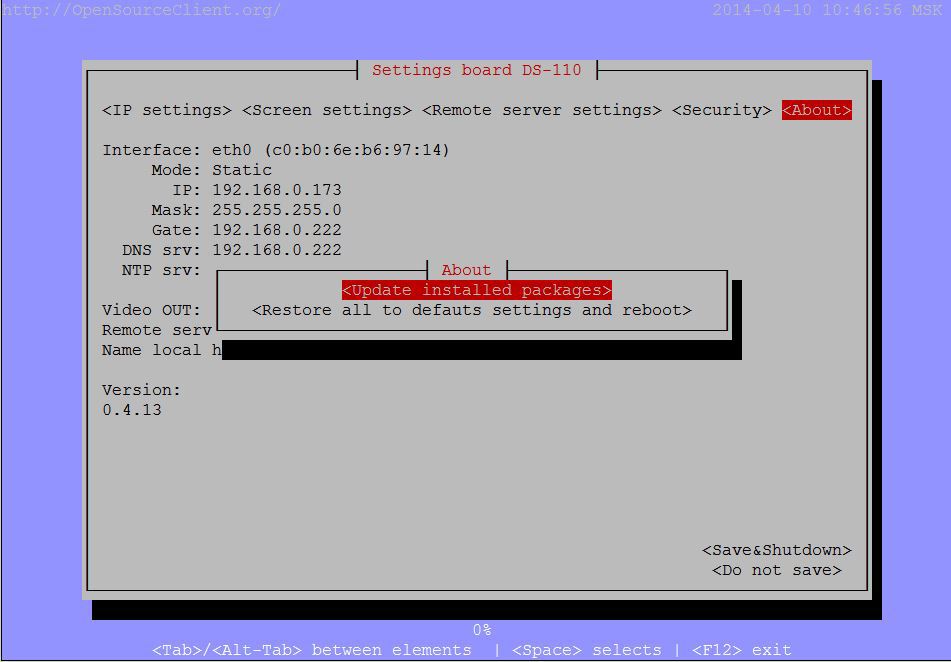 http://OpenSourceClient.org/ 2014-04-10 10:46:56 MSK
Settings board DS-110
<IP settings> <Screen settings> <Remote server settings> <Security> <About>
Interface: eth0 (c0:b0:6e:b6:97:14)
Mode: Static
IP: 192.168.0.173
Mask: 255.255.255.0
Gate: 192.168.0.222
DNS srv: 192.168.0.222
NTP srv:
About
<Update installed packages>
Video OUT: <Restore all to defauts settings and reboot>
Remote serv
Name local h
Version:
0.4.13
<Save&Shutdown>
<Do not save>
0%
<Tab>/<Alt-Tab> between elements | <Space> selects | <F12> exit